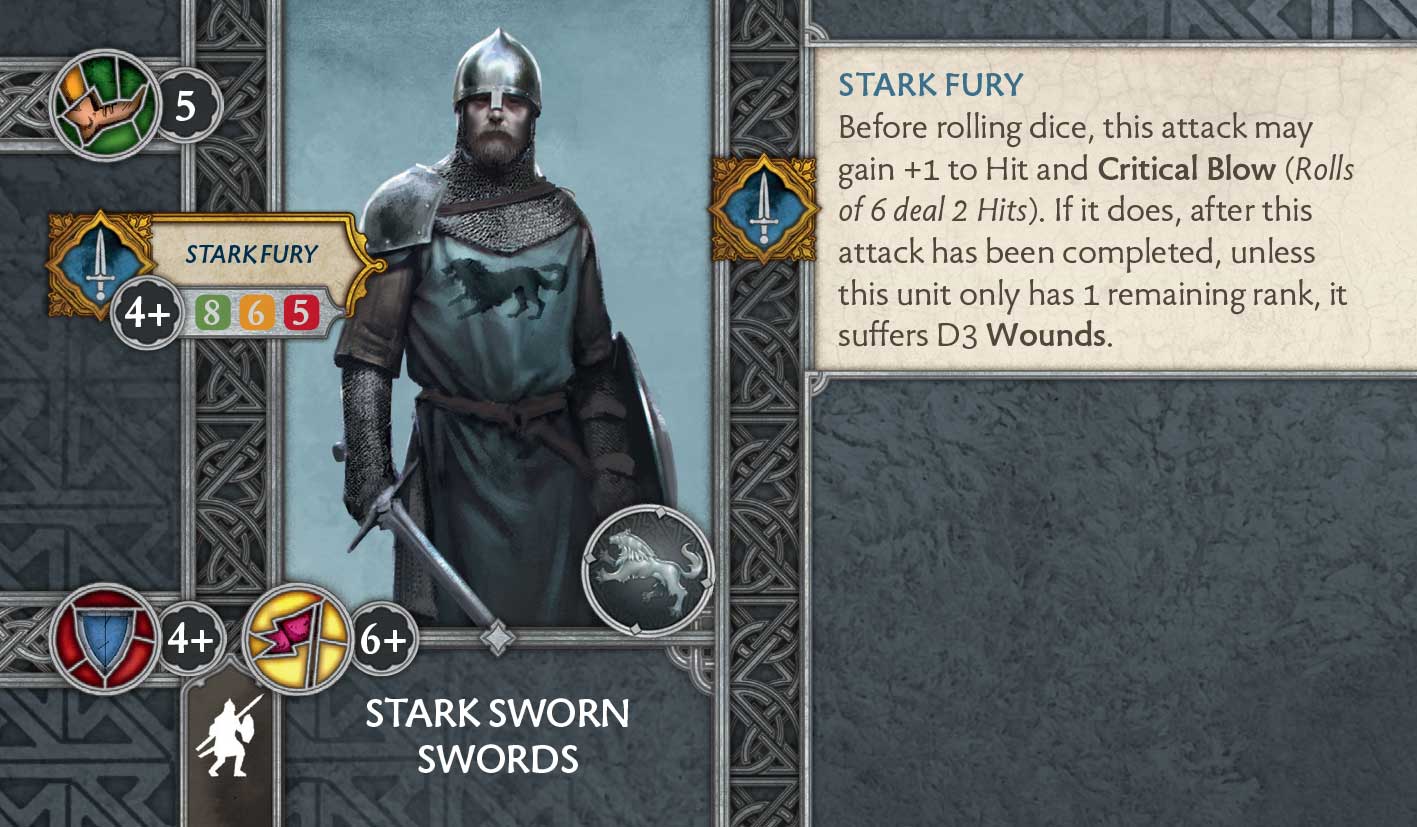 5
STARK FURY
4+ 8 6 5
4+ 6+
STARK SWORN
SWORDS
STARK FURY
Before rolling dice, this attack may
gain +1 to Hit and Critical Blow (Rolls
of 6 deal 2 Hits). If it does, after this
attack has been completed, unless
this unit only has 1 remaining rank, it
suffers D3 Wounds.